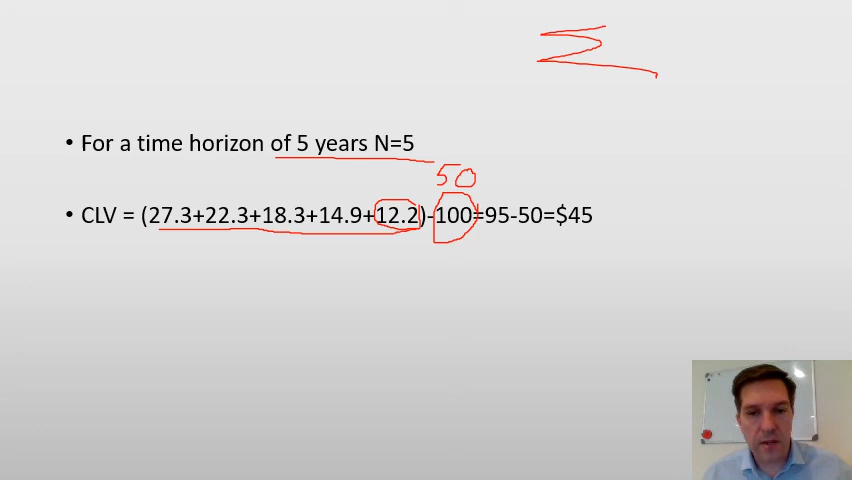 • For a time horizon of 5 years N=5
50
• CLV = (27.3+22.3+18.3+14.9+12.2)-100=95-50=$45